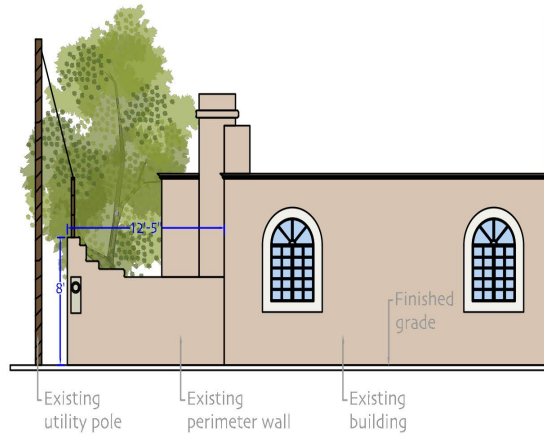 12'-5"
8'
Finished
grade
Existing
utility pole
Existing
perimeter wall
Existing
building